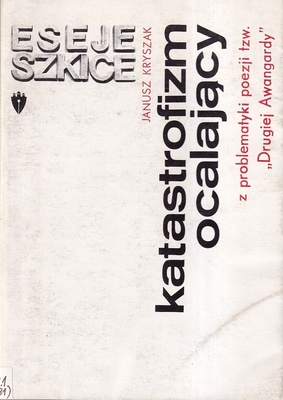 ESEJE
SZKICE
JANUSZ KRYSZAK
katastrofizm
ocalający
z problematyki poezji tzw.
„Drugiej Awangardy”